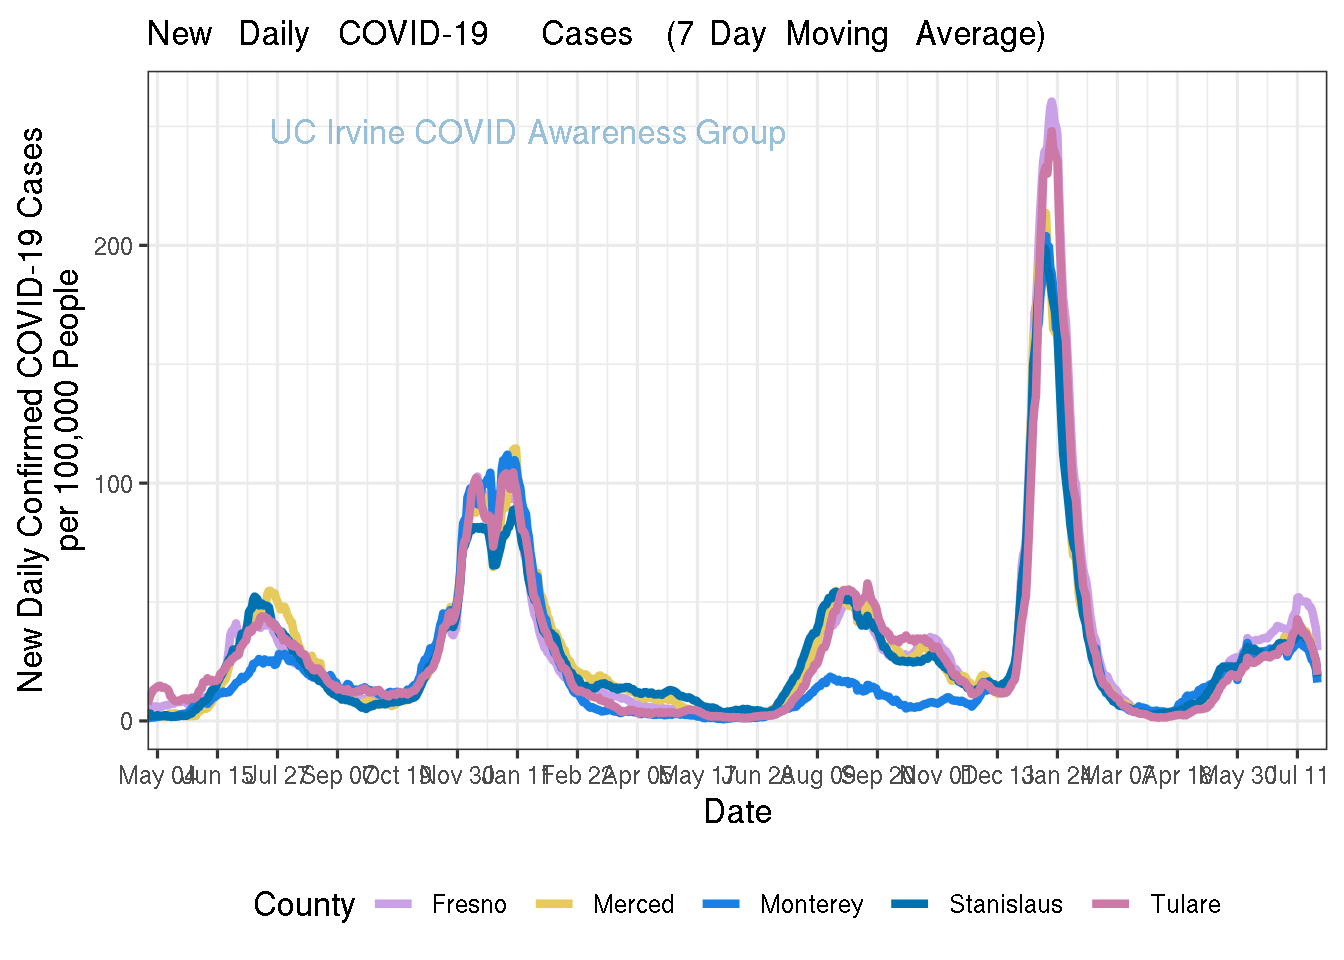 New Daily COVID-19 Cases (7 Day Moving Average)
UC Irvine COVID Awareness Group
New Daily Confirmed COVID-19 Cases
per 100,000 People
200
100
0
May 04 Jun 15 Jul 27 Sep 07 Oct 19 Nov 30 Jan 11 Feb 22 Apr 05 May 17 Jun 28 Aug 09 Sep 20 Nov 01 Dec 13 Jan 24 Mar 07 Apr 18 May 30 Jul 11
Date
County Fresno Merced Monterey Stanislaus Tulare